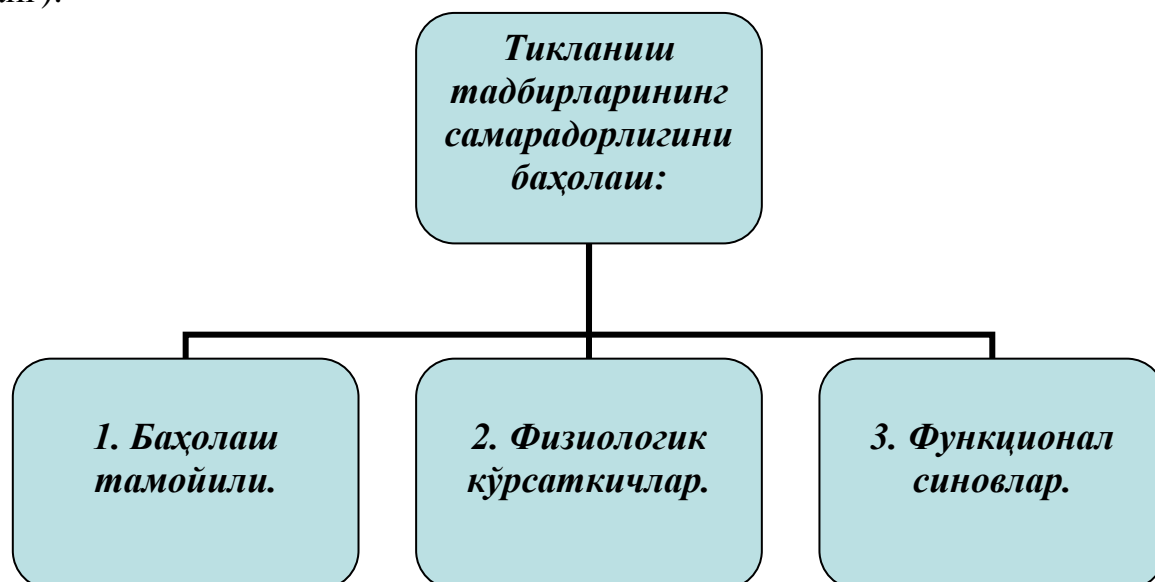 Тикланиш
тадбирларининг
самарадорлигини
баҳолаш:
1. Баҳолаш
тамойили.
2. Физиологик
кўрсаткичлар.
3. Функционал
синовлар.